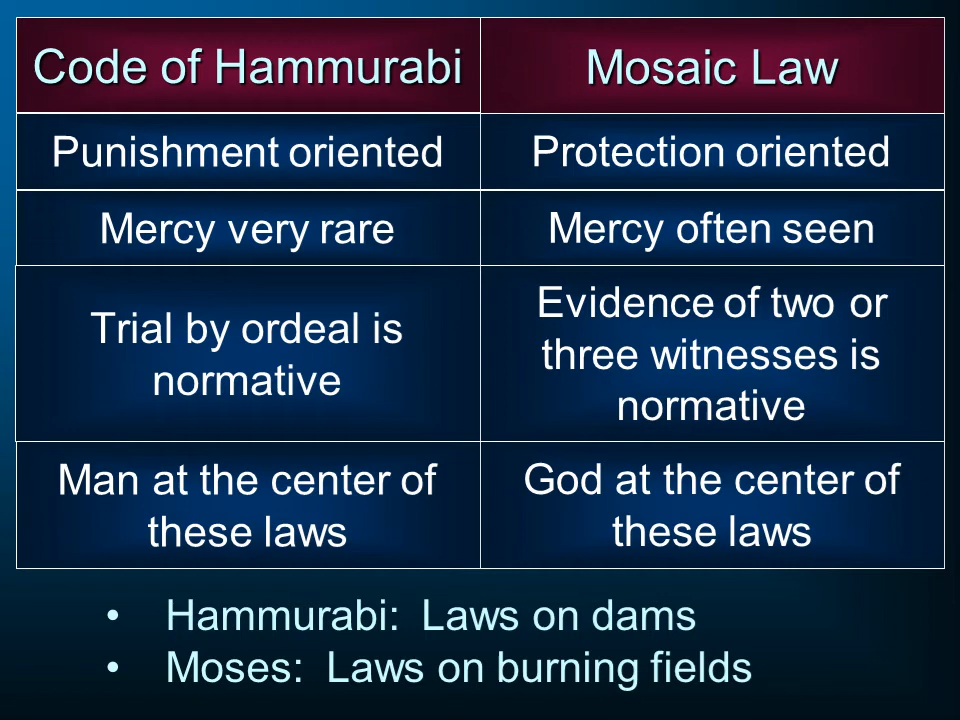 Code of Hammurabi
Mosaic Law
Punishment oriented
Protection oriented
Mercy very rare
Mercy often seen
Trial by ordeal is
normative
Evidence of two or
three witnesses is
normative
Man at the center of
these laws
God at the center of
these laws
• Hammurabi: Laws on dams
• Moses: Laws on burning fields